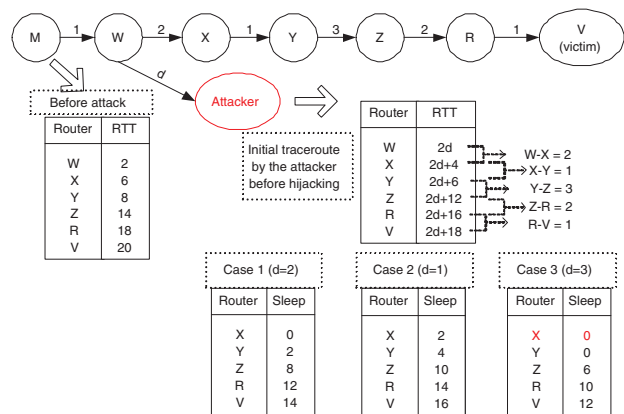 M 1 W 2 X 1 Y 3 Z 2 R 1 V
(victim)
d
Attacker
Before attack
Router RTT
W 2
X 6
Y 8
Z 14
R 18
V 20
Initial traceroute
by the attacker
before hijacking
Router RTT
W 2d
X 2d+4
Y 2d+6
Z 2d+12
R 2d+16
V 2d+18
W-X = 2
X-Y = 1
Y-Z = 3
Z-R = 2
R-V = 1
Case 1 (d=2)
Router Sleep
X 0
Y 2
Z 8
R 12
V 14
Case 2 (d=1)
Router Sleep
X 2
Y 4
Z 10
R 14
V 16
Case 3 (d=3)
Router Sleep
X 0
Y 0
Z 6
R 10
V 12